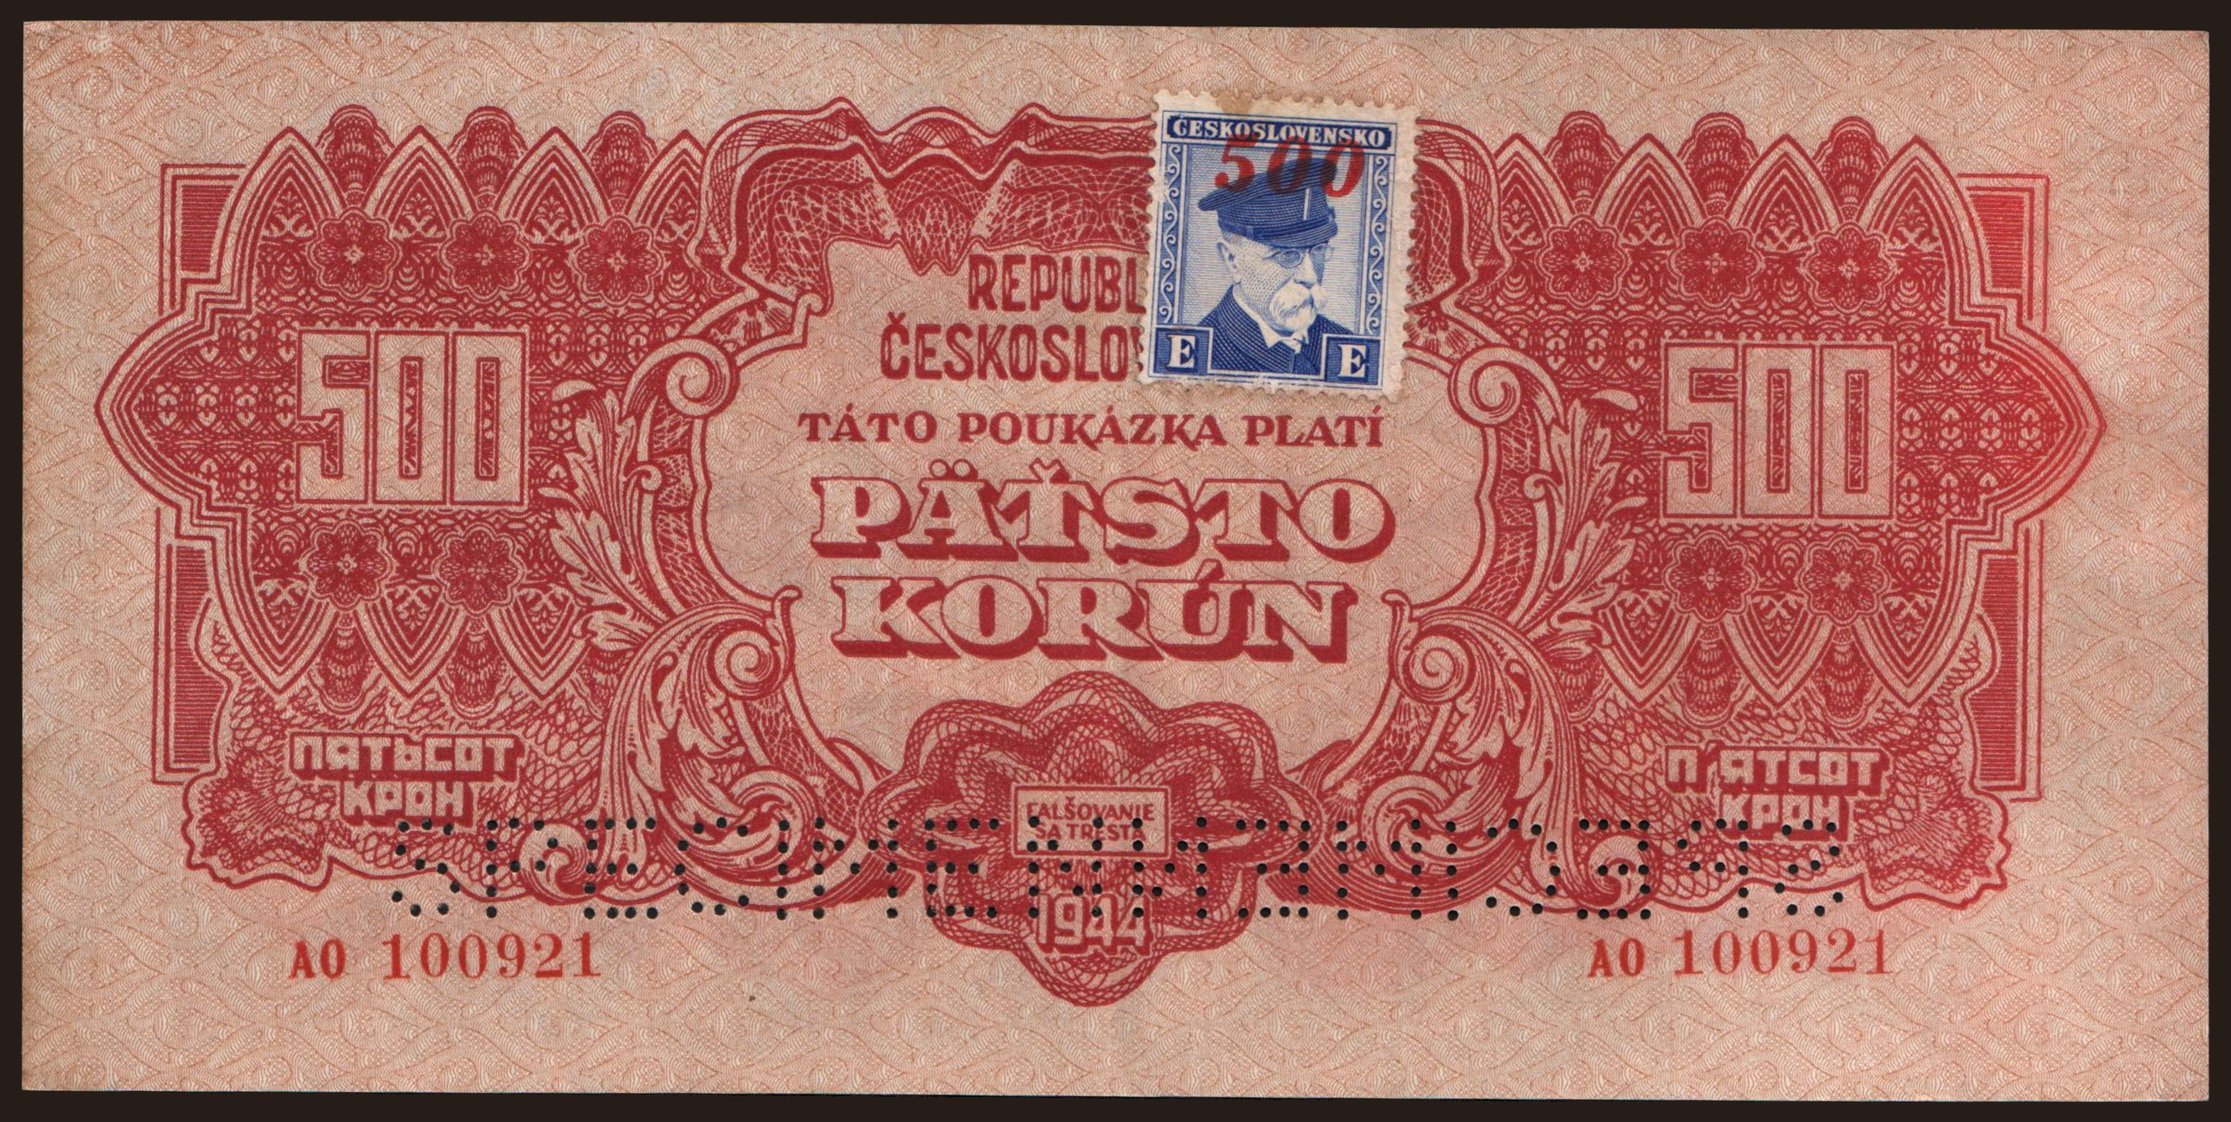 ČESKOSLOVENSKO
500
E E
REPUBL
ČESKOSLOV
TÁTO POUKÁZKA PLATÍ
500 500
PÄŤSTO
KORÚN
ПЯТЬСОТ
КРОН
П'ЯТСОТ
КРОН
FALŠOVANIE
SA TRESTÁ
1944
AO 100921
AO 100921